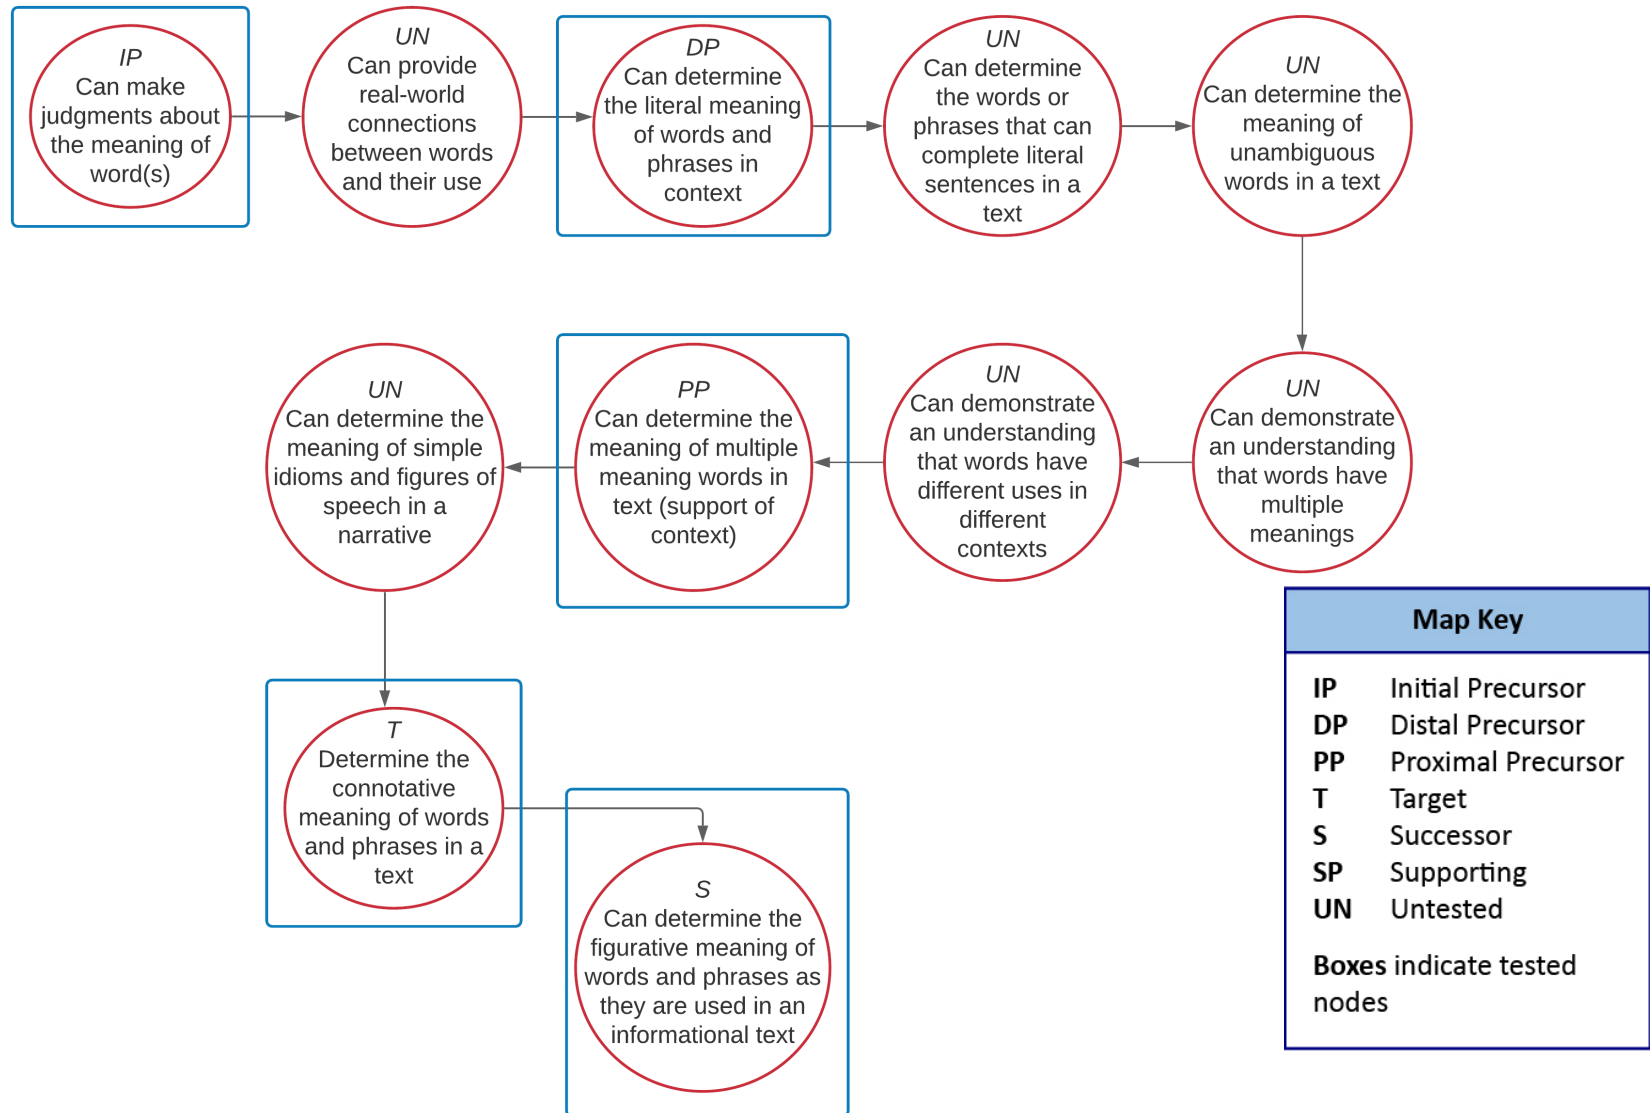 IP
Can make
judgments about
the meaning of
word(s)
UN
Can provide
real-world
connections
between words
and their use
DP
Can determine
the literal meaning
of words and
phrases in
context
UN
Can determine
the words or
phrases that can
complete literal
sentences in a
text
UN
Can determine the
meaning of
unambiguous
words in a text
UN
Can demonstrate
an understanding
that words have
multiple
meanings
UN
Can demonstrate
an understanding
that words have
different uses in
different
contexts
PP
Can determine the
meaning of multiple
meaning words in
text (support of
context)
UN
Can determine the
meaning of simple
idioms and figures of
speech in a
narrative
T
Determine the
connotative
meaning of words
and phrases in a
text
S
Can determine the
figurative meaning of
words and phrases as
they are used in an
informational text
Map Key
IP Initial Precursor
DP Distal Precursor
PP Proximal Precursor
T Target
S Successor
SP Supporting
UN Untested
Boxes indicate tested
nodes